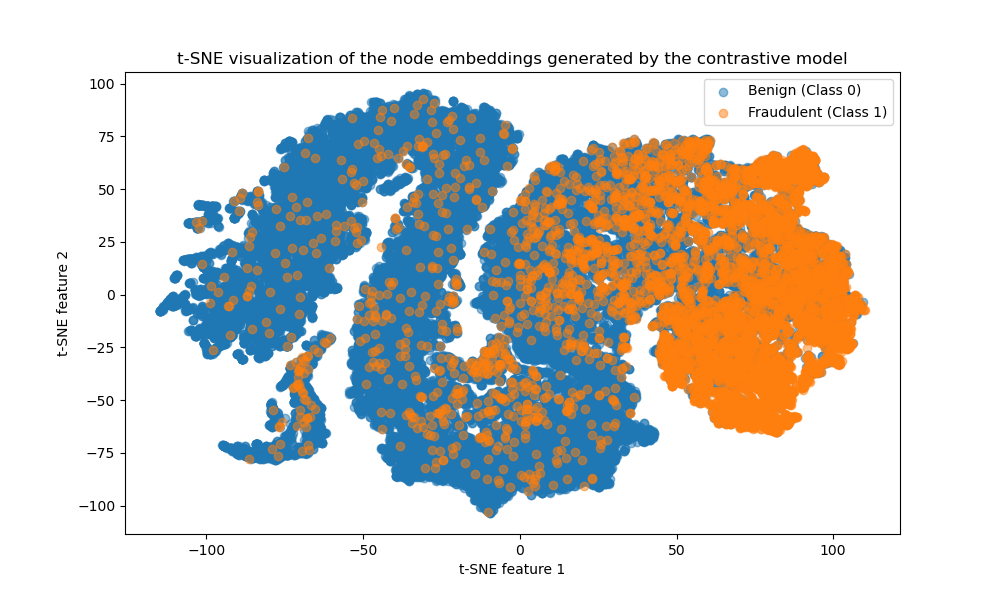 t-SNE visualization of the node embeddings generated by the contrastive model
Benign (Class 0)
Fraudulent (Class 1)
100
75
50
25
0
−25
−50
−75
−100
t-SNE feature 2
−100 −50 0 50 100
t-SNE feature 1